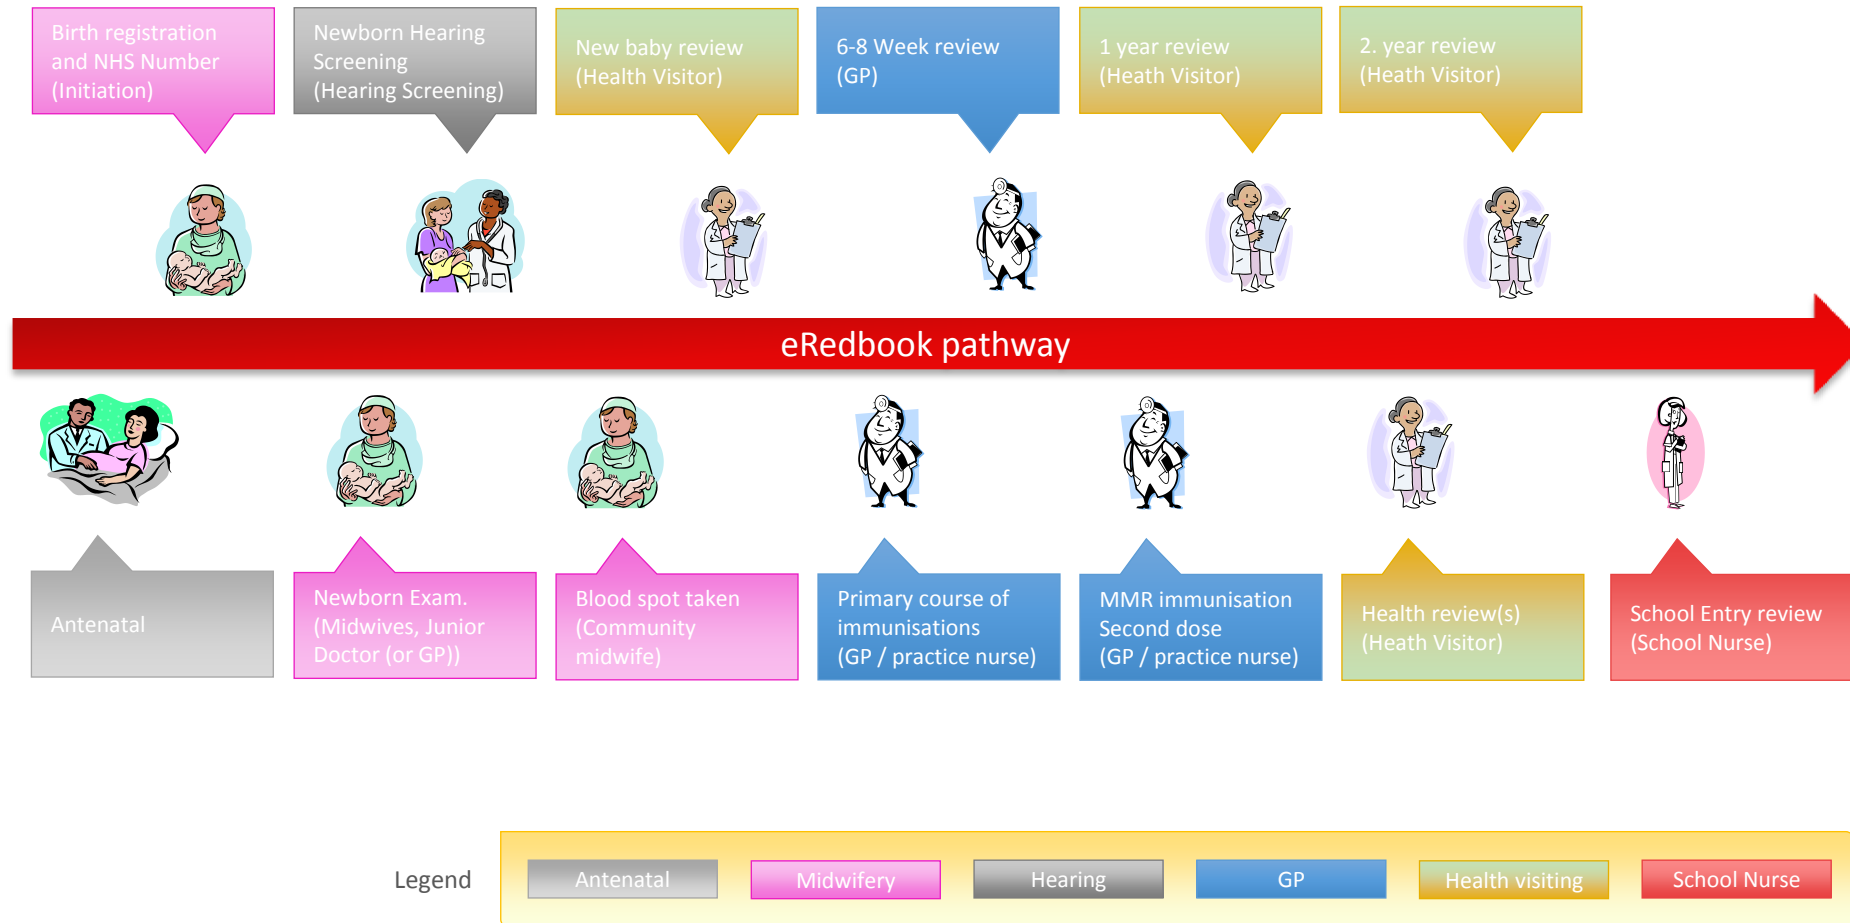 Birth registration
and NHS Number
(Initiation)
Newborn Hearing
Screening
(Hearing Screening)
New baby review
(Health Visitor)
6-8 Week review
(GP)
1 year review
(Heath Visitor)
2. year review
(Heath Visitor)
eRedbook pathway
Antenatal
Newborn Exam.
(Midwives, Junior
Doctor (or GP))
Blood spot taken
(Community
midwife)
Primary course of
immunisations
(GP / practice nurse)
MMR immunisation
Second dose
(GP / practice nurse)
Health review(s)
(Heath Visitor)
School Entry review
(School Nurse)
Legend
Antenatal
Midwifery
Hearing
GP
Health visiting
School Nurse